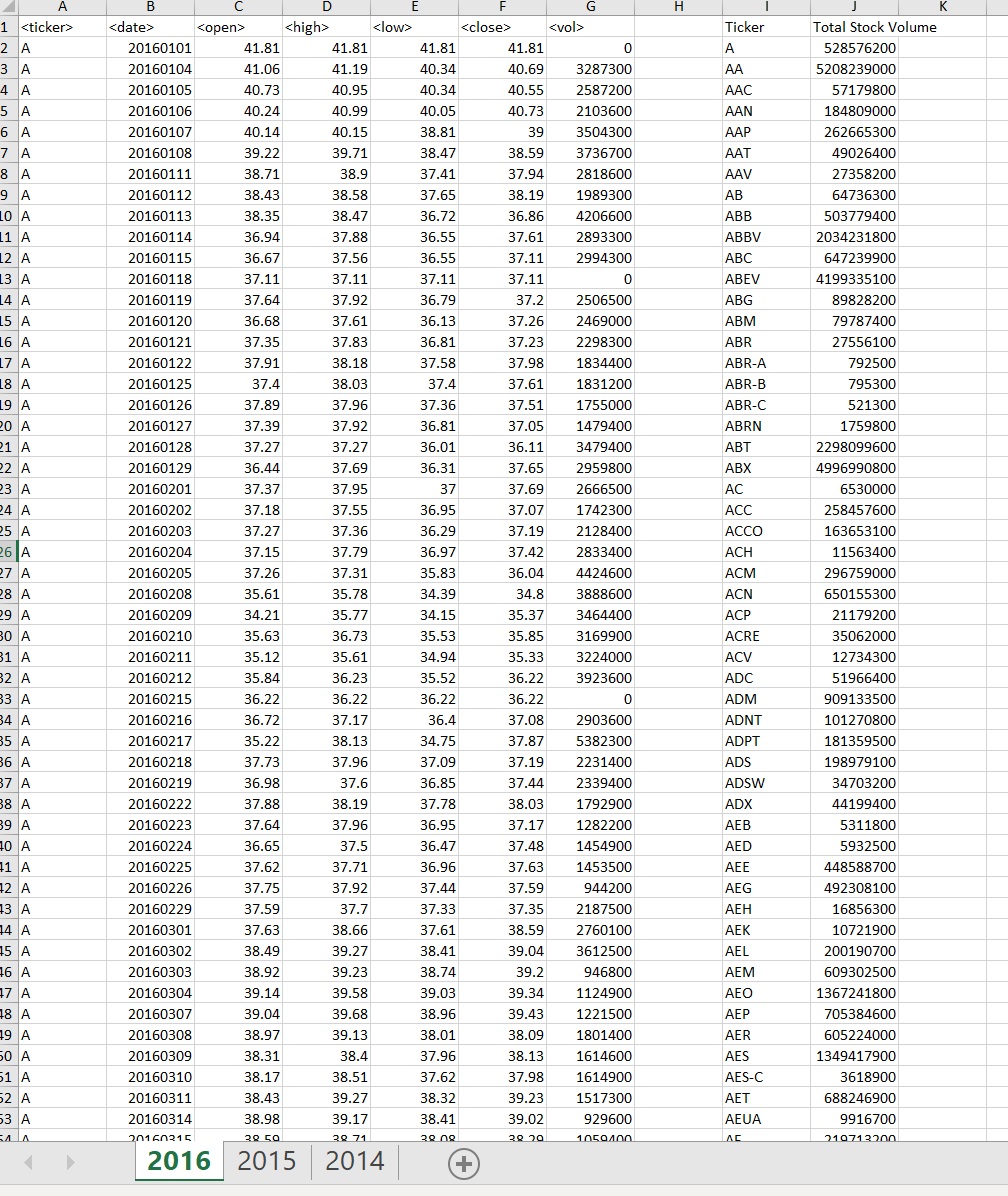 A B C D E F G H I J K
1 <ticker> <date> <open> <high> <low> <close> <vol> Ticker Total Stock Volume
2 A 20160101 41.81 41.81 41.81 41.81 0 A 528576200
3 A 20160104 41.06 41.19 40.34 40.69 3287300 AA 5208239000
4 A 20160105 40.73 40.95 40.34 40.55 2587200 AAC 57179800
5 A 20160106 40.24 40.99 40.05 40.73 2103600 AAN 184809000
6 A 20160107 40.14 40.15 38.81 39 3504300 AAP 262665300
7 A 20160108 39.22 39.71 38.47 38.59 3736700 AAT 49026400
8 A 20160111 38.71 38.9 37.41 37.94 2818600 AAV 27358200
9 A 20160112 38.43 38.58 37.65 38.19 1989300 AB 64736300
10 A 20160113 38.35 38.47 36.72 36.86 4206600 ABB 503779400
11 A 20160114 36.94 37.88 36.55 37.61 2893300 ABBV 2034231800
12 A 20160115 36.67 37.56 36.55 37.11 2994300 ABC 647239900
13 A 20160118 37.11 37.11 37.11 37.11 0 ABEV 4199335100
14 A 20160119 37.64 37.92 36.79 37.2 2506500 ABG 89828200
15 A 20160120 36.68 37.61 36.13 37.26 2469000 ABM 79787400
16 A 20160121 37.35 37.83 36.81 37.23 2298300 ABR 27556100
17 A 20160122 37.91 38.18 37.58 37.98 1834400 ABR-A 792500
18 A 20160125 37.4 38.03 37.4 37.61 1831200 ABR-B 795300
19 A 20160126 37.89 37.96 37.36 37.51 1755000 ABR-C 521300
20 A 20160127 37.39 37.92 36.81 37.05 1479400 ABRN 1759800
21 A 20160128 37.27 37.27 36.01 36.11 3479400 ABT 2298099600
22 A 20160129 36.44 37.69 36.31 37.65 2959800 ABX 4996990800
23 A 20160201 37.37 37.95 37 37.69 2666500 AC 6530000
24 A 20160202 37.18 37.55 36.95 37.07 1742300 ACC 258457600
25 A 20160203 37.27 37.36 36.29 37.19 2128400 ACCO 163653100
26 A 20160204 37.15 37.79 36.97 37.42 2833400 ACH 11563400
27 A 20160205 37.26 37.31 35.83 36.04 4424600 ACM 296759000
28 A 20160208 35.61 35.78 34.39 34.8 3888600 ACN 650155300
29 A 20160209 34.21 35.77 34.15 35.37 3464400 ACP 21179200
30 A 20160210 35.63 36.73 35.53 35.85 3169900 ACRE 35062000
31 A 20160211 35.12 35.61 34.94 35.33 3224000 ACV 12734300
32 A 20160212 35.84 36.23 35.52 36.22 3923600 ADC 51966400
33 A 20160215 36.22 36.22 36.22 36.22 0 ADM 909133500
34 A 20160216 36.72 37.17 36.4 37.08 2903600 ADNT 101270800
35 A 20160217 35.22 38.13 34.75 37.87 5382300 ADPT 181359500
36 A 20160218 37.73 37.96 37.09 37.19 2231400 ADS 198979100
37 A 20160219 36.98 37.6 36.85 37.44 2339400 ADSW 34703200
38 A 20160222 37.88 38.19 37.78 38.03 1792900 ADX 44199400
39 A 20160223 37.64 37.96 36.95 37.17 1282200 AEB 5311800
40 A 20160224 36.65 37.5 36.47 37.48 1454900 AED 5932500
41 A 20160225 37.62 37.71 36.96 37.63 1453500 AEE 448588700
42 A 20160226 37.75 37.92 37.44 37.59 944200 AEG 492308100
43 A 20160229 37.59 37.7 37.33 37.35 2187500 AEH 16856300
44 A 20160301 37.63 38.66 37.61 38.59 2760100 AEK 10721900
45 A 20160302 38.49 39.27 38.41 39.04 3612500 AEL 200190700
46 A 20160303 38.92 39.23 38.74 39.2 946800 AEM 609302500
47 A 20160304 39.14 39.58 39.03 39.34 1124900 AEO 1367241800
48 A 20160307 39.04 39.68 38.96 39.43 1221500 AEP 705384600
49 A 20160308 38.97 39.13 38.01 38.09 1801400 AER 605224000
50 A 20160309 38.31 38.4 37.96 38.13 1614600 AES 1349417900
51 A 20160310 38.17 38.51 37.62 37.98 1614900 AES-C 3618900
52 A 20160311 38.43 39.27 38.32 39.23 1517300 AET 688246900
53 A 20160314 38.98 39.17 38.41 39.02 929600 AEUA 9916700
54 A 20160315 38.59 38.71 38.08 38.29 1059400 219713200
2016 2015 2014